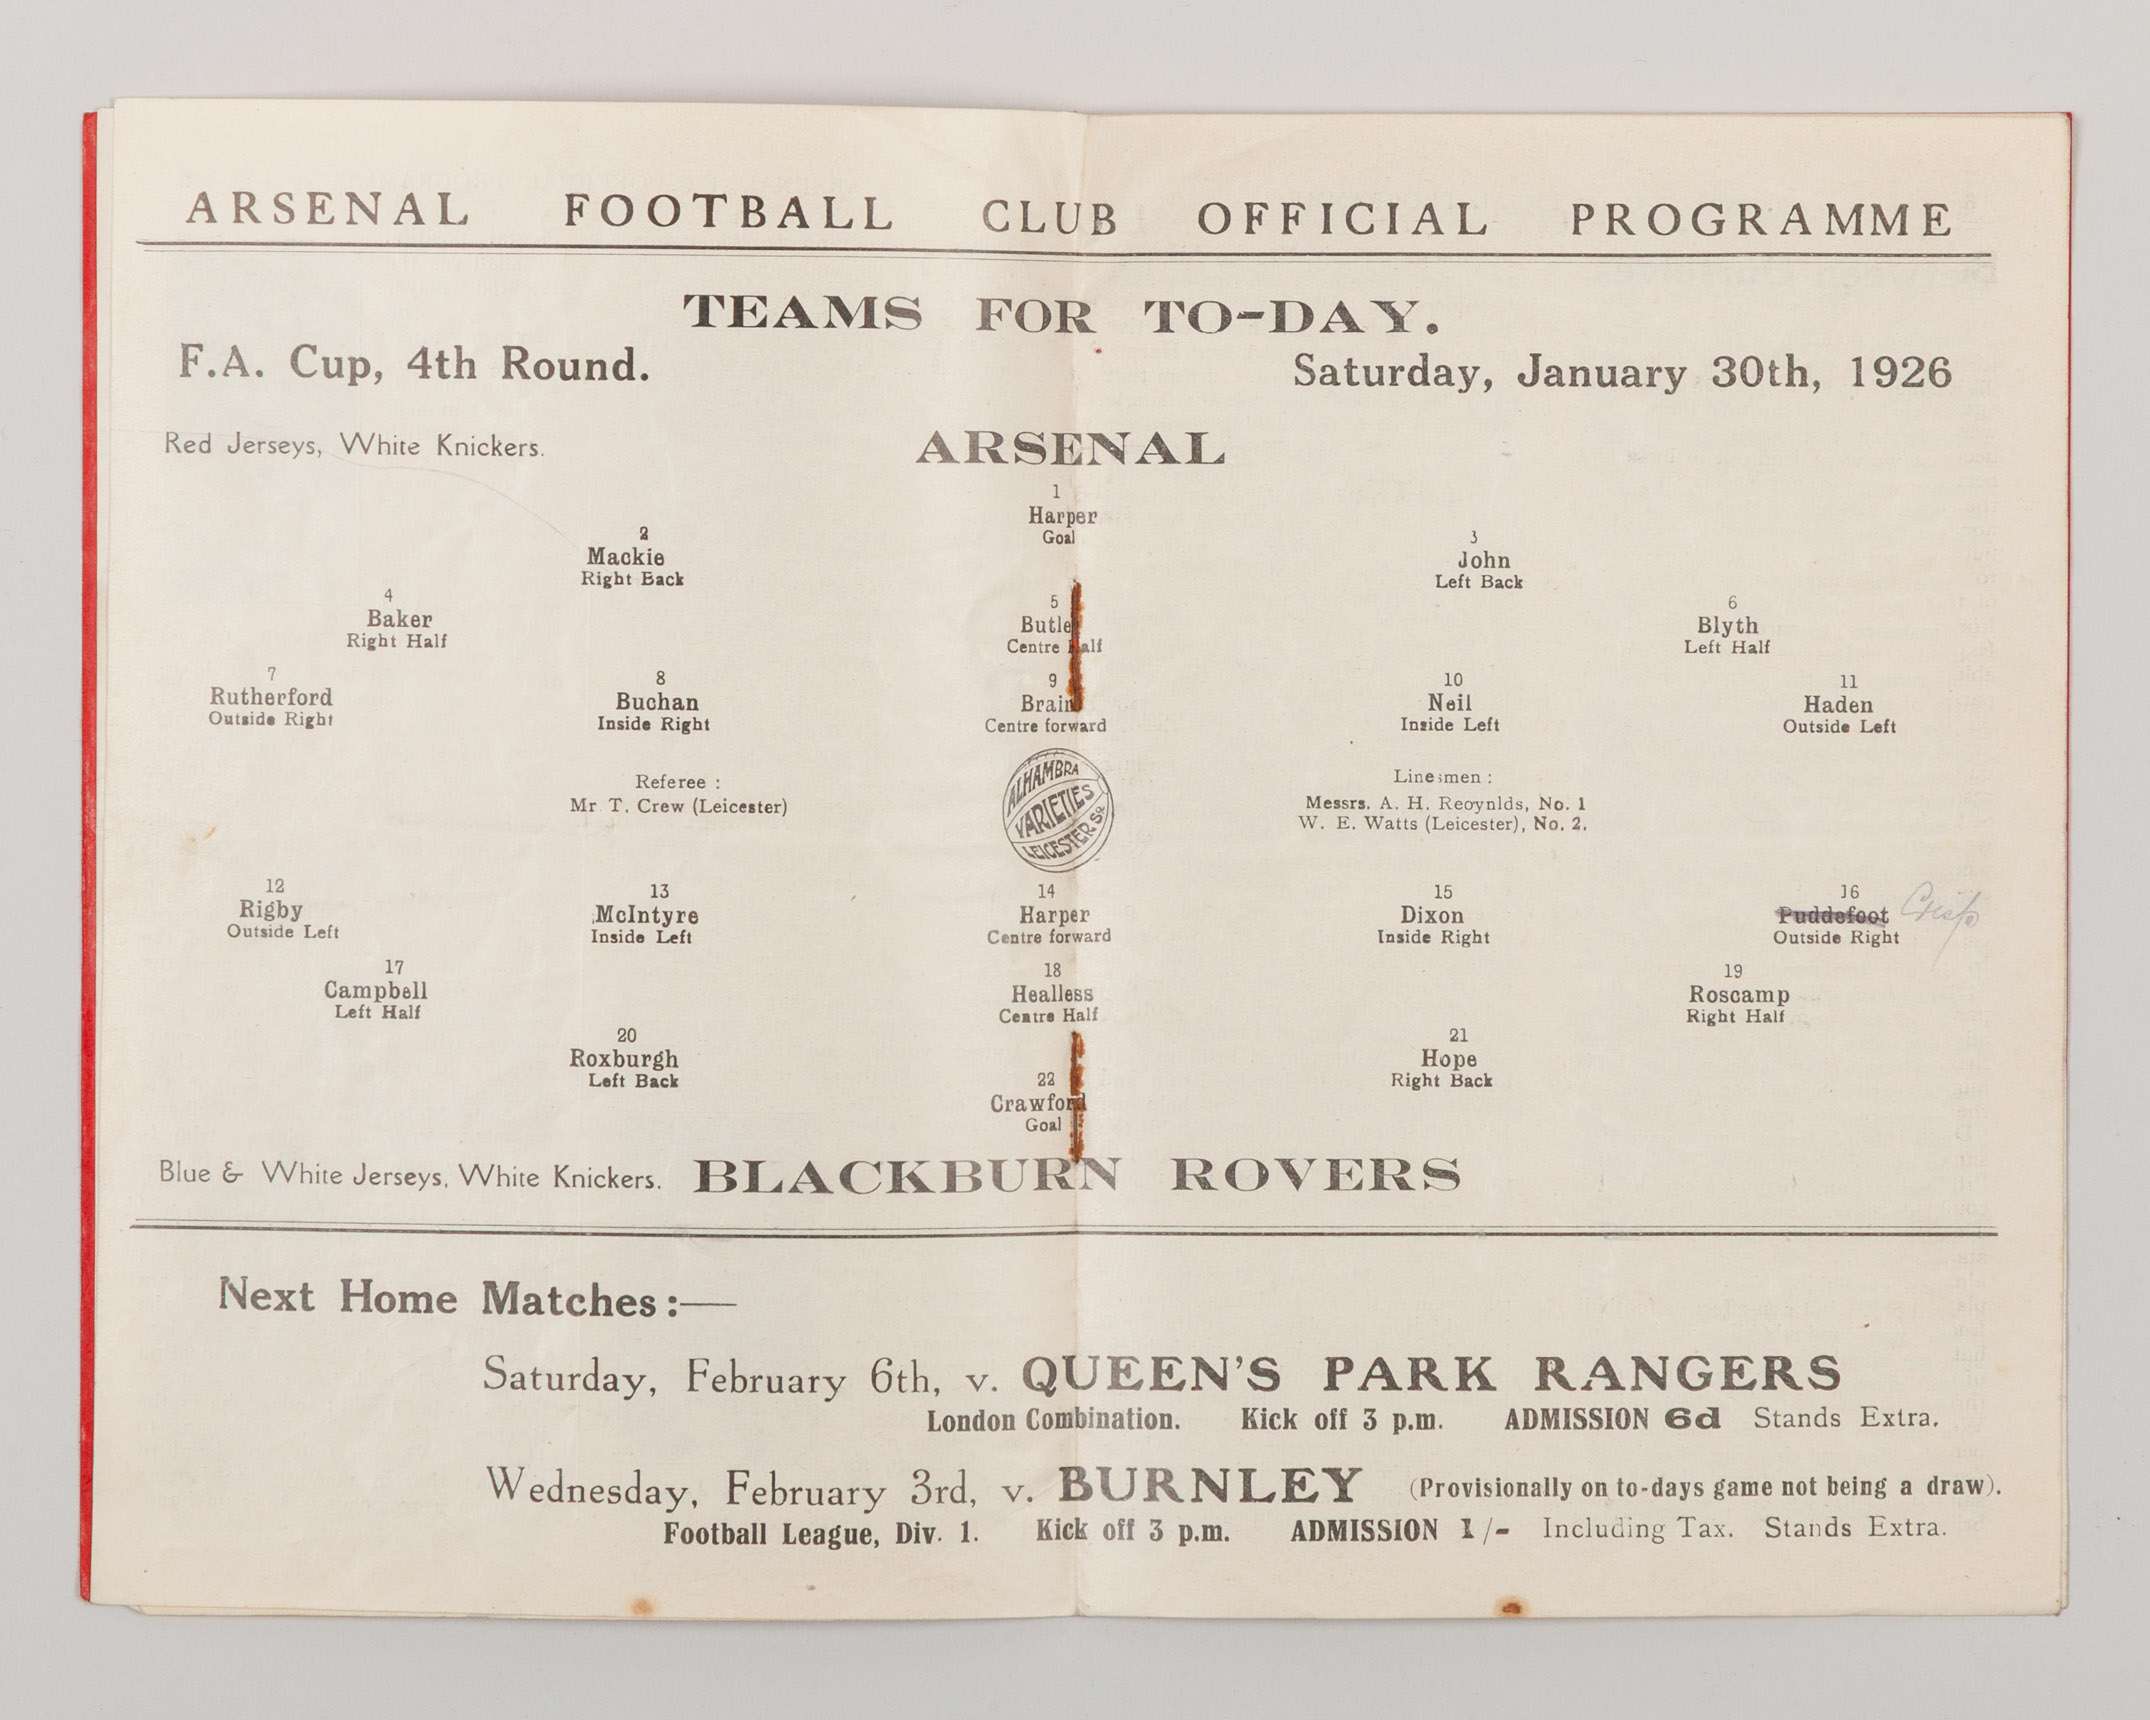 ARSENAL FOOTBALL CLUB OFFICIAL PROGRAMME
TEAMS FOR TO-DAY.
F.A. Cup, 4th Round. Saturday, January 30th, 1926
Red Jerseys, White Knickers. ARSENAL
1
Harper
Goal
2 3
Mackie John
Right Back Left Back
4 5 6
Baker Butler Blyth
Right Half Centre Half Left Half
7 8 9 10 11
Rutherford Buchan Brain Neil Haden
Outside Right Inside Right Centre forward Inside Left Outside Left
Referee : Linesmen :
Mr. T. Crew (Leicester) Messrs. A. H. Reoynlds, No. 1
W. E. Watts (Leicester), No. 2.
ALHAMBRA
VARIETIES
LEICESTER SQ
12 13 14 15 16
Rigby McIntyre Harper Dixon Puddefoot Crisp
Outside Left Inside Left Centre forward Inside Right Outside Right
17 18 19
Campbell Healless Roscamp
Left Half Centre Half Right Half
20 21
Roxburgh Hope
Left Back Right Back
22
Crawford
Goal
Blue & White Jerseys, White Knickers. BLACKBURN ROVERS
Next Home Matches:—
Saturday, February 6th, v. QUEEN'S PARK RANGERS
London Combination. Kick off 3 p.m. ADMISSION 6d Stands Extra.
Wednesday, February 3rd, v. BURNLEY (Provisionally on to-days game not being a draw).
Football League, Div. 1. Kick off 3 p.m. ADMISSION 1/- Including Tax. Stands Extra.